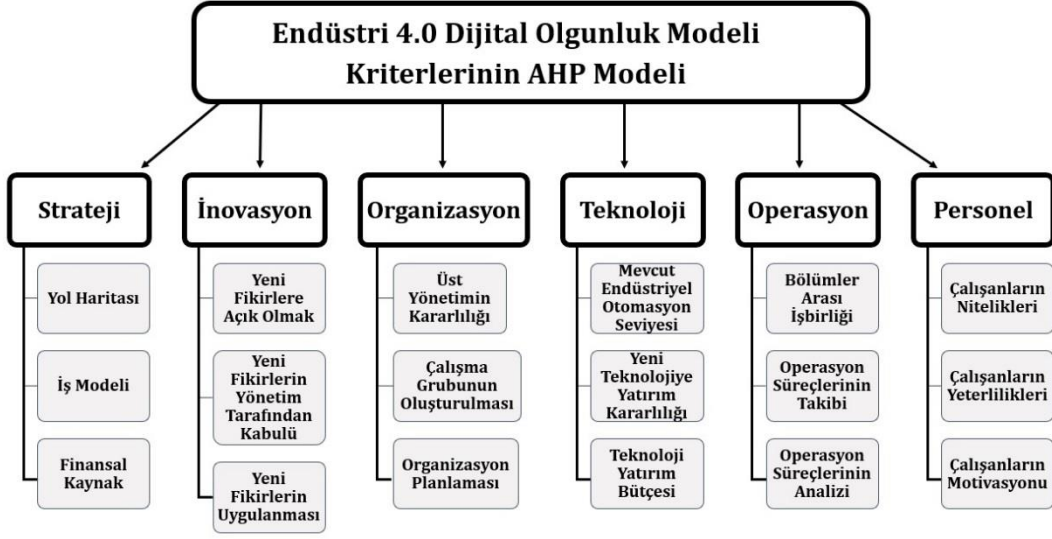 Endüstri 4.0 Dijital Olgunluk Modeli
Kriterlerinin AHP Modeli
Strateji
Yol Haritası
İş Modeli
Finansal
Kaynak
İnovasyon
Yeni
Fikirlere
Açık Olmak
Yeni
Fikirlerin
Yönetim
Tarafından
Kabulü
Yeni
Fikirlerin
Uygulanması
Organizasyon
Üst
Yönetimin
Kararlılığı
Çalışma
Grubunun
Oluşturulması
Organizasyon
Planlaması
Teknoloji
Mevcut
Endüstriyel
Otomasyon
Seviyesi
Yeni
Teknolojiye
Yatırım
Kararlılığı
Teknoloji
Yatırım
Bütçesi
Operasyon
Bölümler
Arası
İşbirliği
Operasyon
Süreçlerinin
Takibi
Operasyon
Süreçlerinin
Analizi
Personel
Çalışanların
Nitelikleri
Çalışanların
Yeterlilikleri
Çalışanların
Motivasyonu